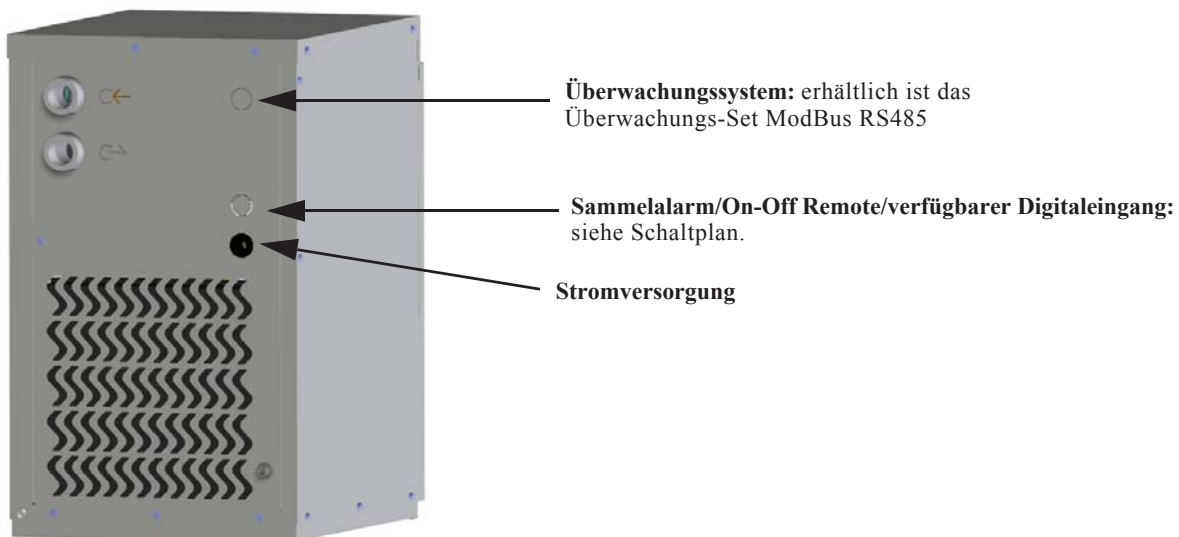 Überwachungssystem: erhältlich ist das
Überwachungs-Set ModBus RS485
Sammelalarm/On-Off Remote/verfügbarer Digitaleingang:
siehe Schaltplan.
Stromversorgung